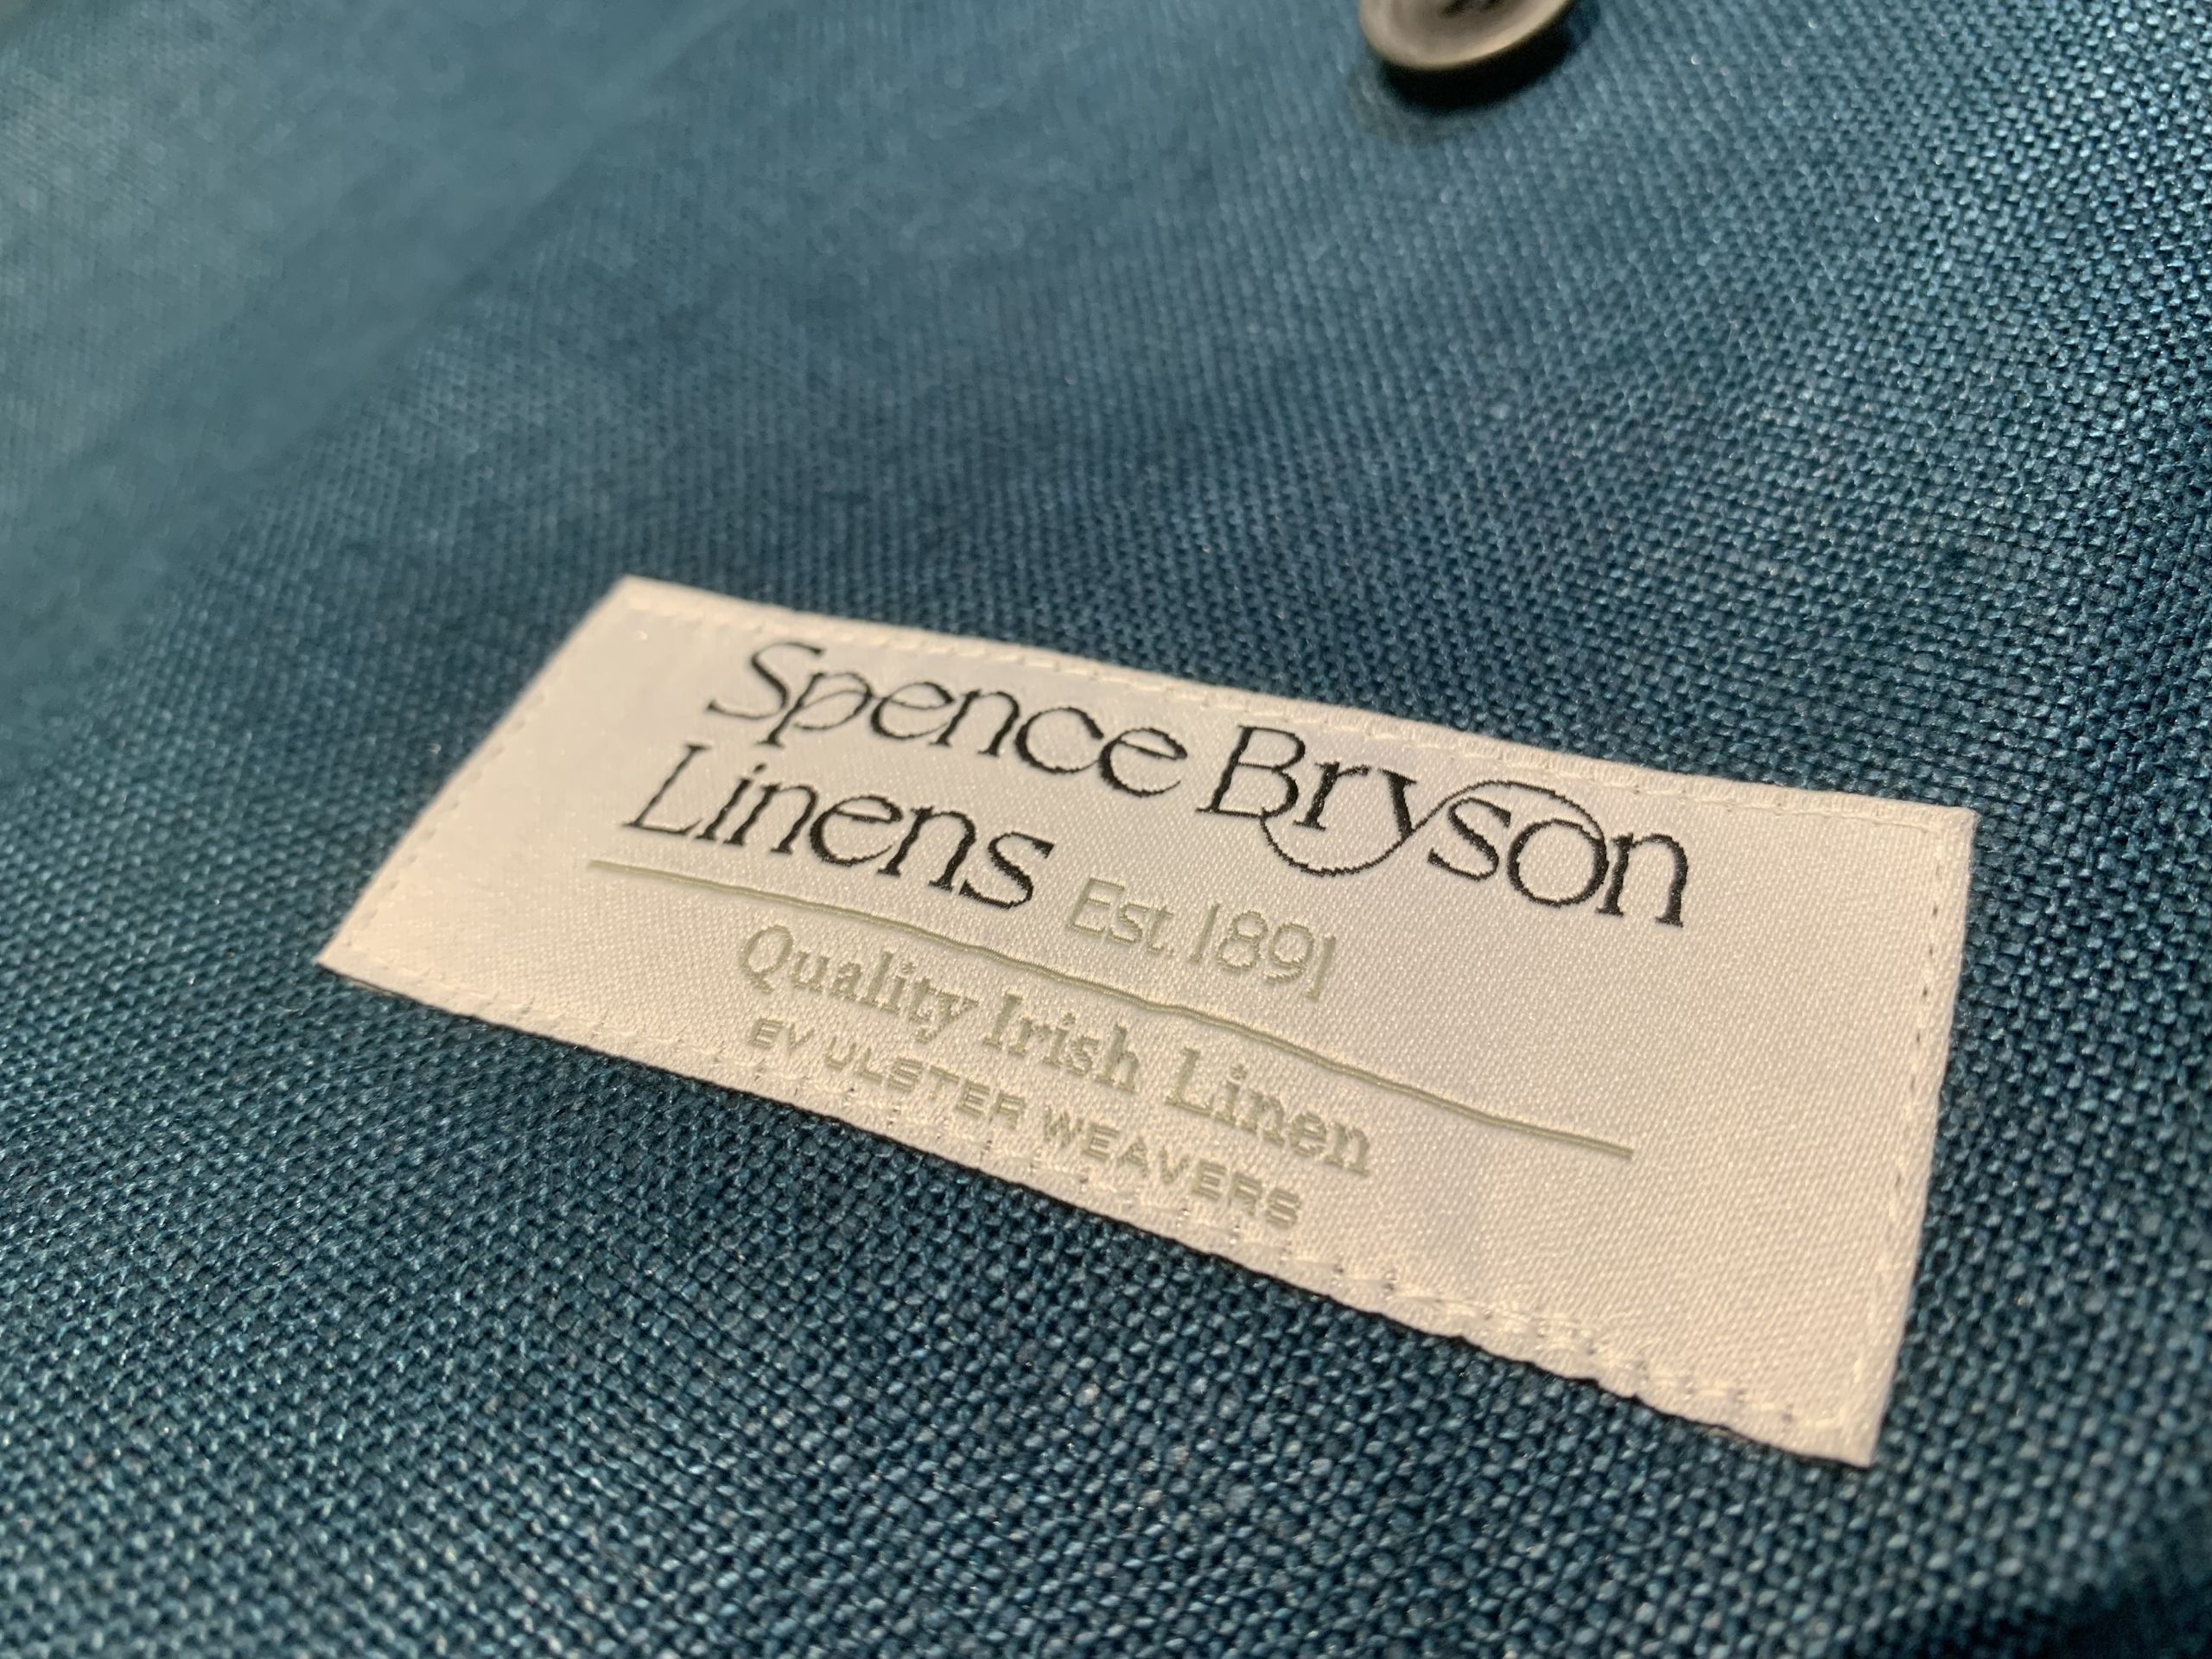 Spence Bryson
Linens Est. 1891
Quality Irish Linen
BY ULSTER WEAVERS